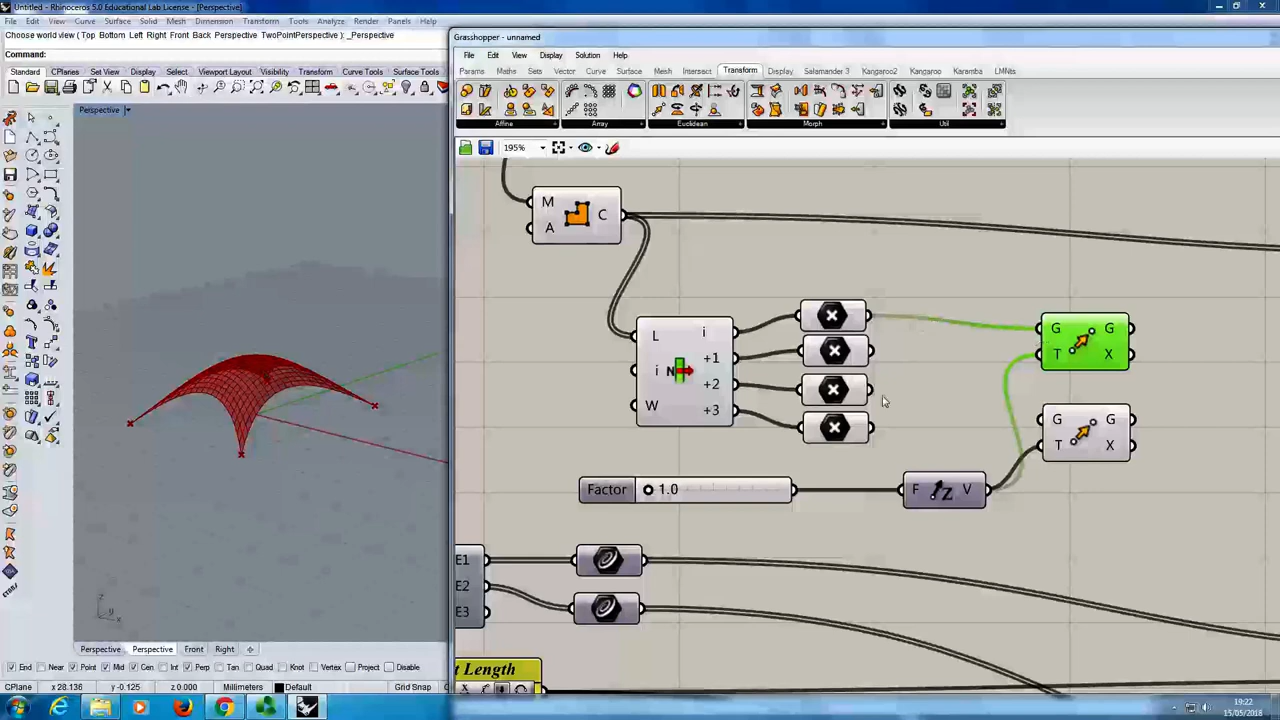 Untitled - Rhinoceros 5.0 Educational Lab License - [Perspective]
File Edit View Curve Surface Solid Mesh Dimension Transform Tools Analyze Render Panels Help
Choose world view ( Top Bottom Left Right Front Back Perspective TwoPointPerspective ): _Perspective
Command:
Standard CPlanes Set View Display Select Viewport Layout Visibility Transform Curve Tools Surface Tools
Perspective
Grasshopper - unnamed
File Edit View Display Solution Help
Params Maths Sets Vector Curve Surface Mesh Intersect Transform Display Salamander 3 Kangaroo2 Kangaroo Karamba LMNts
Affine + Array + Euclidean + Morph + Util +
195%
M
A
C
L
i
W
N
i
+1
+2
+3
G
T
G
X
G
T
G
X
Factor 1.0
F Z V
E1
E2
E3
t Length
z
y
x
Perspective Perspective Front Right
End Near Point Mid Cen Int Perp Tan Quad Knot Vertex Project Disable
CPlane x 28.136 y -0.125 z 0.000 Millimeters Default Grid Snap
19:22
15/05/2018